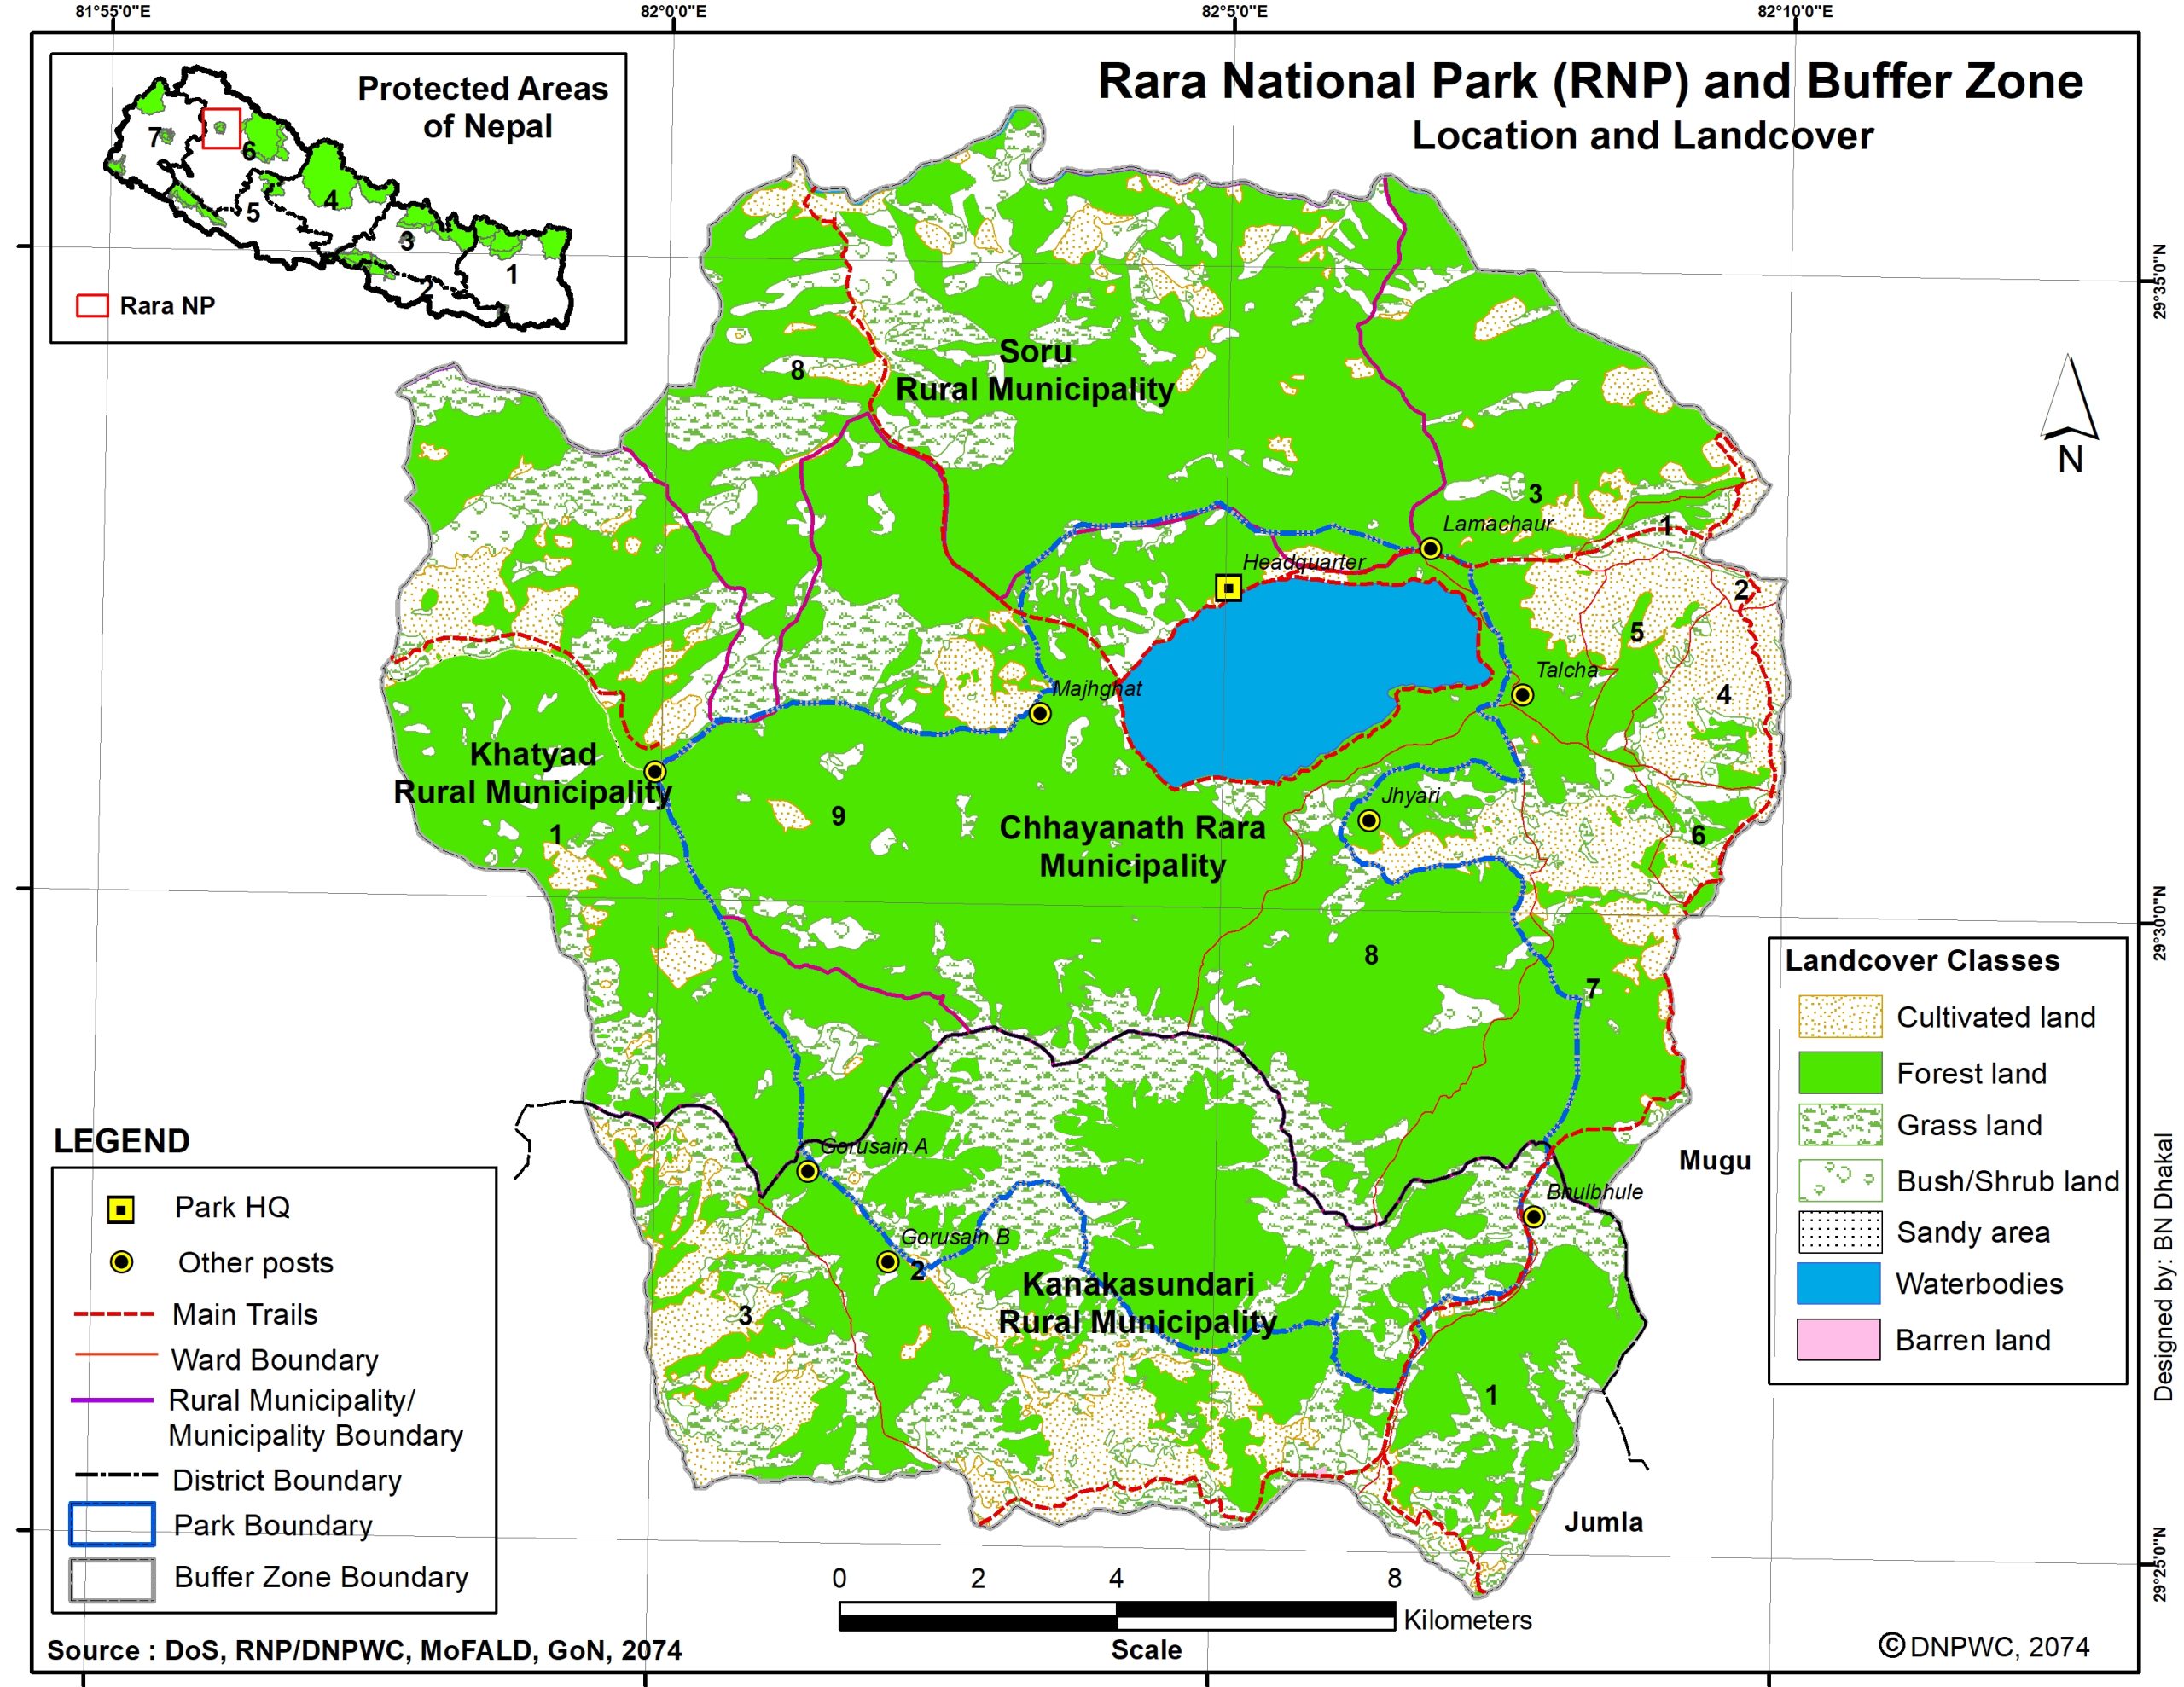 81°55'0"E
82°0'0"E
82°5'0"E
82°10'0"E
Rara National Park (RNP) and Buffer Zone
Location and Landcover
Protected Areas
of Nepal
7
6
5
4
3
2
1
Rara NP
29°35'0"N
N
Soru
Rural Municipality
8
3
Lamachaur
1
Headquarter
2
5
Talcha
4
Majhghat
Khatyad
Rural Municipality
1
9
Jhyari
Chhayanath Rara
Municipality
6
8
7
29°30'0"N
Landcover Classes
Cultivated land
Forest land
Grass land
Bush/Shrub land
Sandy area
Waterbodies
Barren land
Gorusain A
Mugu
Bhulbhule
Gorusain B
2
Kanakasundari
Rural Municipality
3
1
Jumla
LEGEND
Park HQ
Other posts
Main Trails
Ward Boundary
Rural Municipality/
Municipality Boundary
District Boundary
Park Boundary
Buffer Zone Boundary
29°25'0"N
Designed by: BN Dhakal
0 2 4 8
Kilometers
Scale
Source : DoS, RNP/DNPWC, MoFALD, GoN, 2074
© DNPWC, 2074